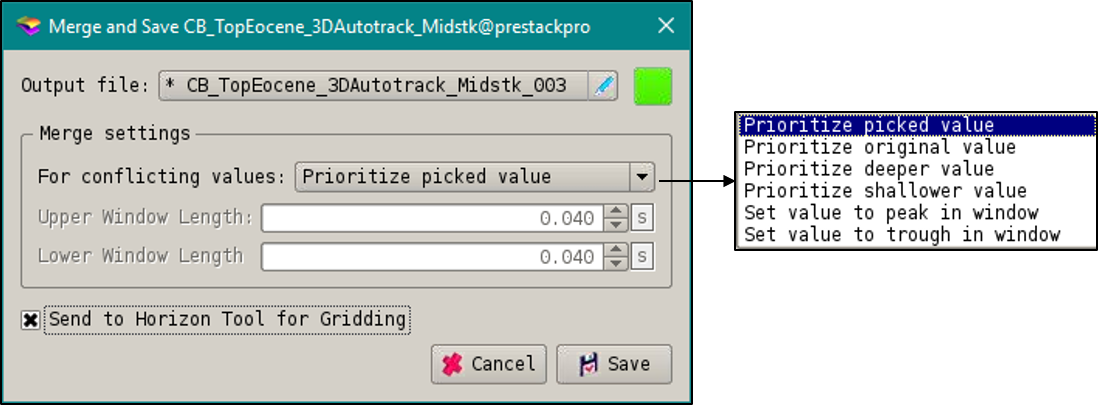 Merge and Save CB_TopEocene_3DAutotrack_Midstk@prestackpro
Output file: * CB_TopEocene_3DAutotrack_Midstk_003
Merge settings
For conflicting values: Prioritize picked value
Upper Window Length: 0.040 s
Lower Window Length 0.040 s
Send to Horizon Tool for Gridding
Cancel Save
Prioritize picked value
Prioritize original value
Prioritize deeper value
Prioritize shallower value
Set value to peak in window
Set value to trough in window